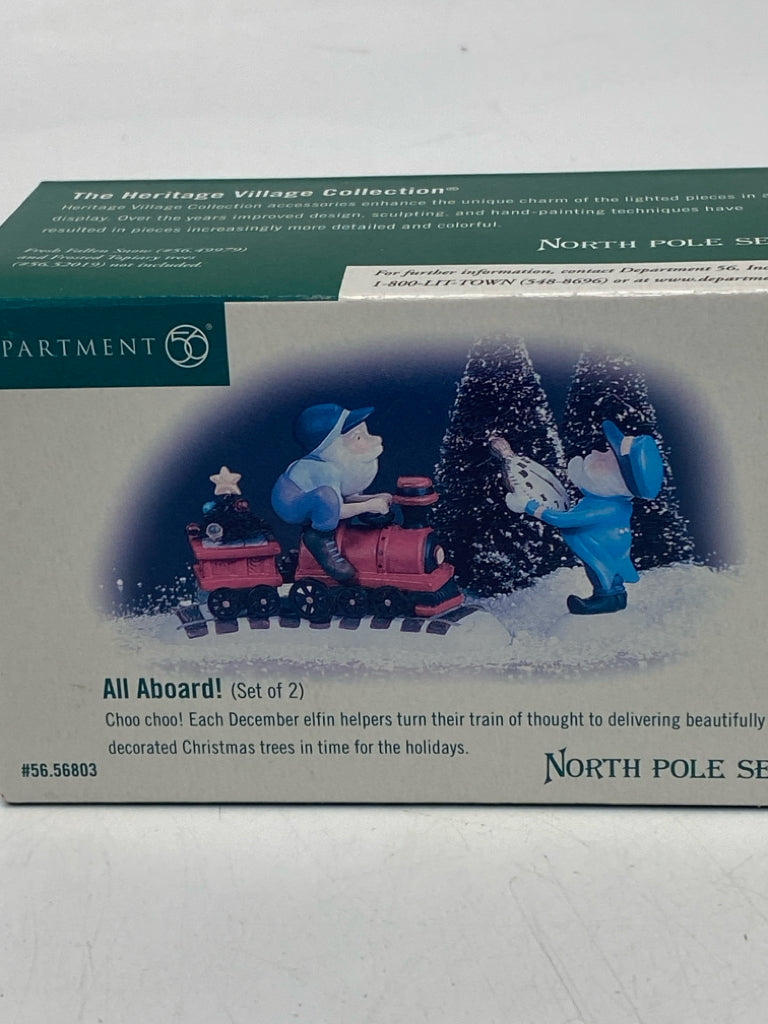 The Heritage Village Collection®
Heritage Village Collection accessories enhance the unique charm of the lighted pieces in a
display. Over the years improved design, sculpting, and hand-painting techniques have
resulted in pieces increasingly more detailed and colorful.
Fresh Fallen Snow (#56.49979)
and Frosted Topiary trees
(#56.52019) not included.
NORTH POLE SE
For further information, contact Department 56, Inc
1-800-LIT-TOWN (548-8696) or at www.departme
PARTMENT 56®
All Aboard! (Set of 2)
Choo choo! Each December elfin helpers turn their train of thought to delivering beautifully
decorated Christmas trees in time for the holidays.
#56.56803
NORTH POLE SE